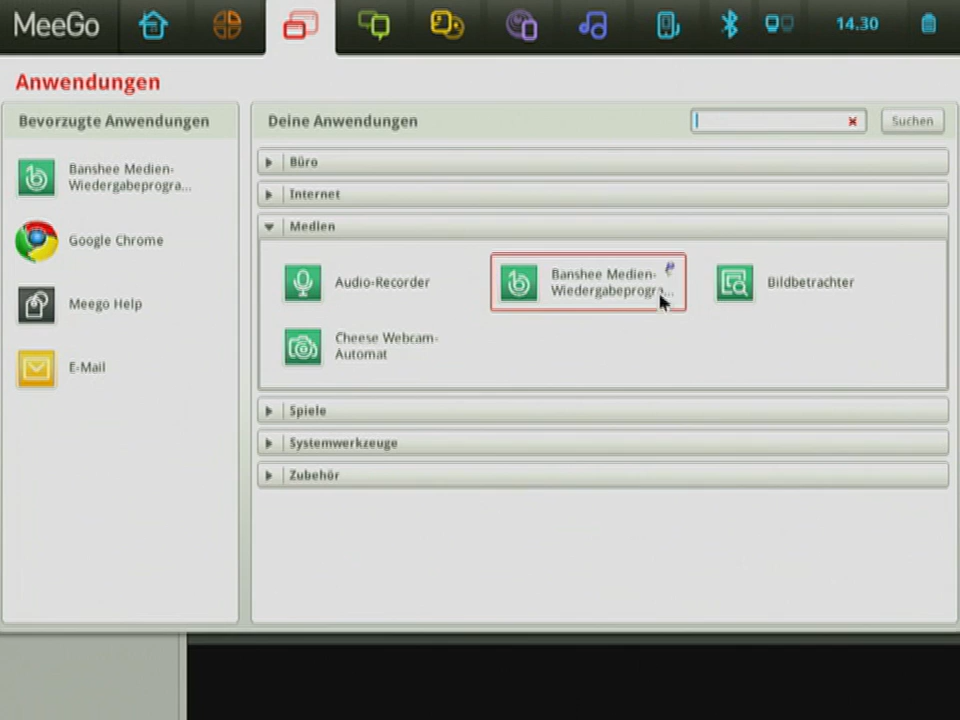 MeeGo
14.30
Anwendungen
Bevorzugte Anwendungen
Banshee Medien-
Wiedergabeprogra...
Google Chrome
Meego Help
E-Mail
Deine Anwendungen
Suchen
Büro
Internet
Medien
Audio-Recorder
Banshee Medien-
Wiedergabeprogra...
Bildbetrachter
Cheese Webcam-
Automat
Spiele
Systemwerkzeuge
Zubehör